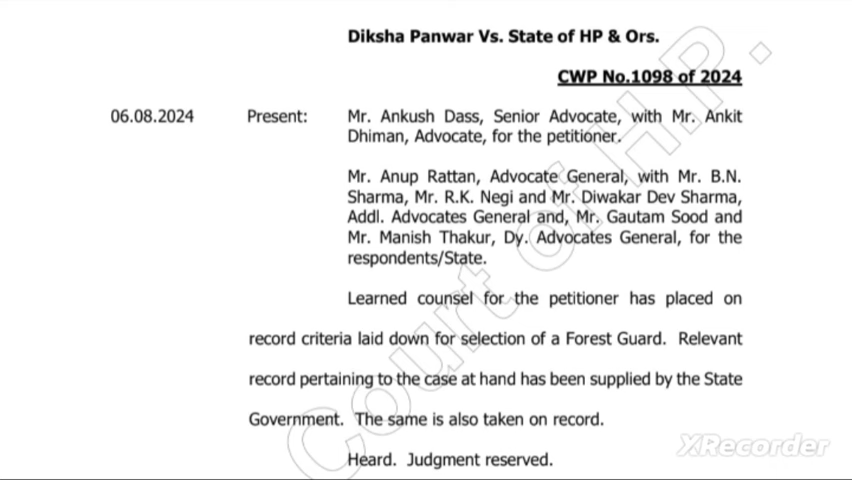 Diksha Panwar Vs. State of HP & Ors.
CWP No.1098 of 2024
06.08.2024 Present: Mr. Ankush Dass, Senior Advocate, with Mr. Ankit
Dhiman, Advocate, for the petitioner.
Mr. Anup Rattan, Advocate General, with Mr. B.N.
Sharma, Mr. R.K. Negi and Mr. Diwakar Dev Sharma,
Addl. Advocates General and, Mr. Gautam Sood and
Mr. Manish Thakur, Dy. Advocates General, for the
respondents/State.
Learned counsel for the petitioner has placed on
record criteria laid down for selection of a Forest Guard. Relevant
record pertaining to the case at hand has been supplied by the State
Government. The same is also taken on record.
Heard. Judgment reserved.
Court of H.P.
XRecorder